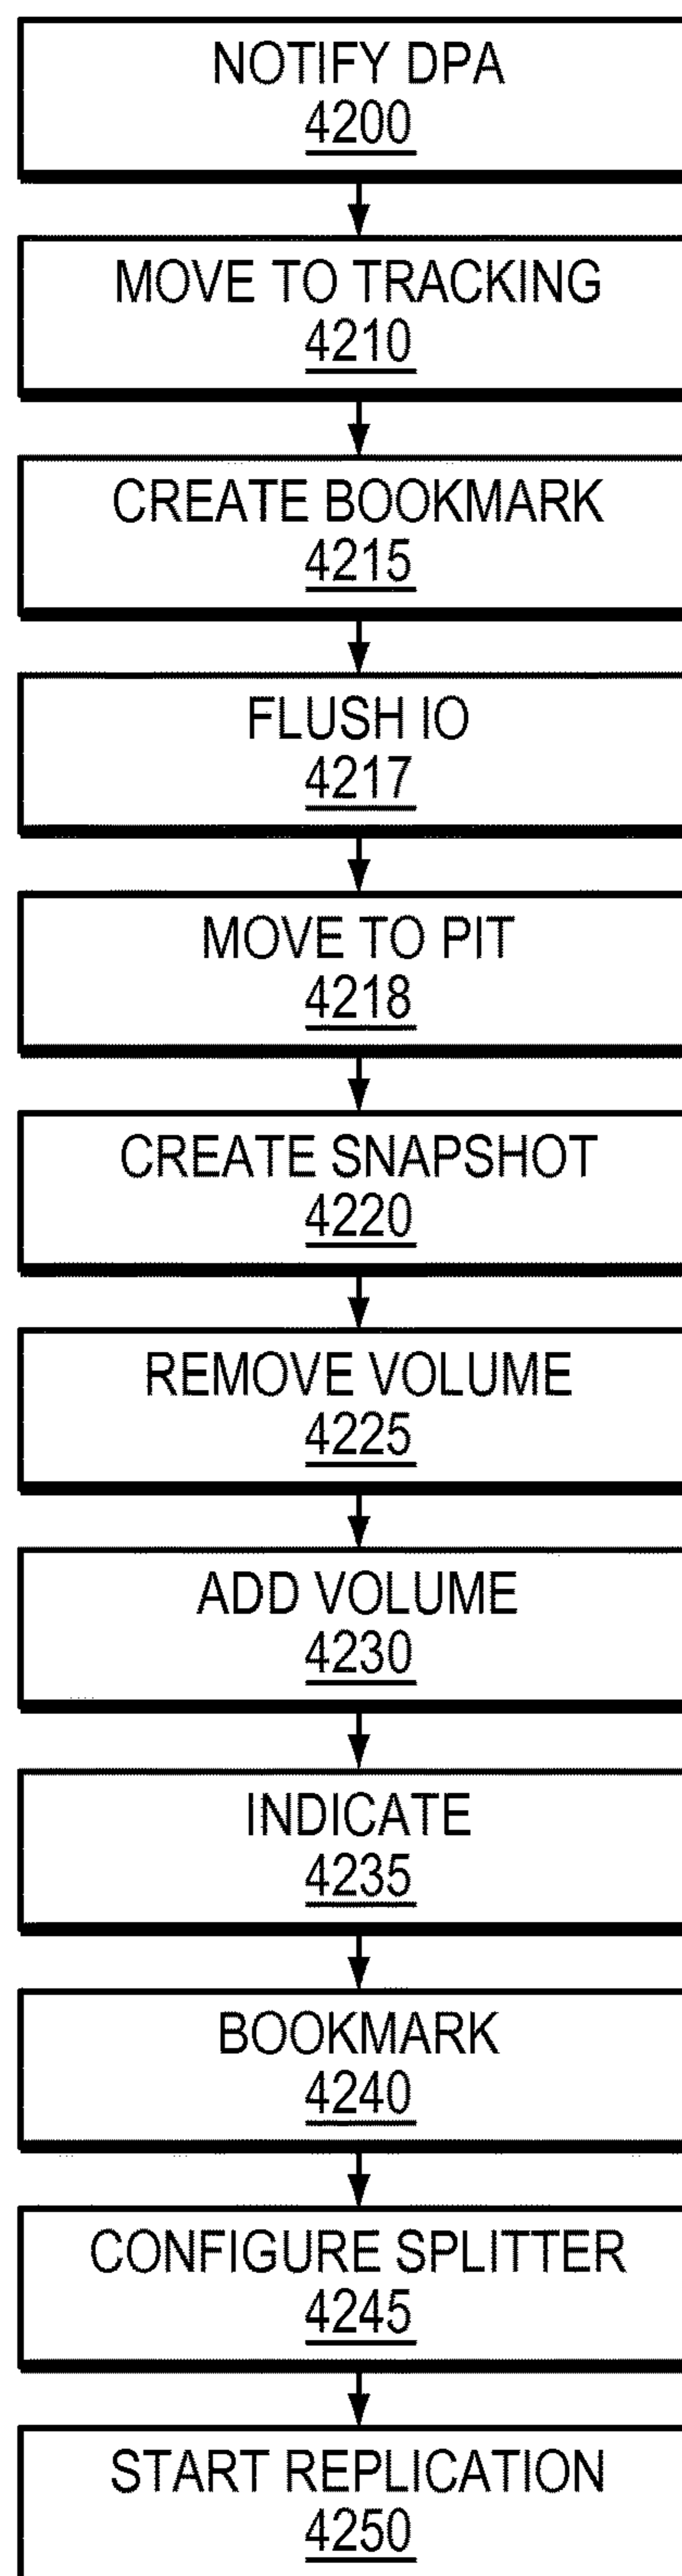 NOTIFY DPA
4200
MOVE TO TRACKING
4210
CREATE BOOKMARK
4215
FLUSH IO
4217
MOVE TO PIT
4218
CREATE SNAPSHOT
4220
REMOVE VOLUME
4225
ADD VOLUME
4230
INDICATE
4235
BOOKMARK
4240
CONFIGURE SPLITTER
4245
START REPLICATION
4250